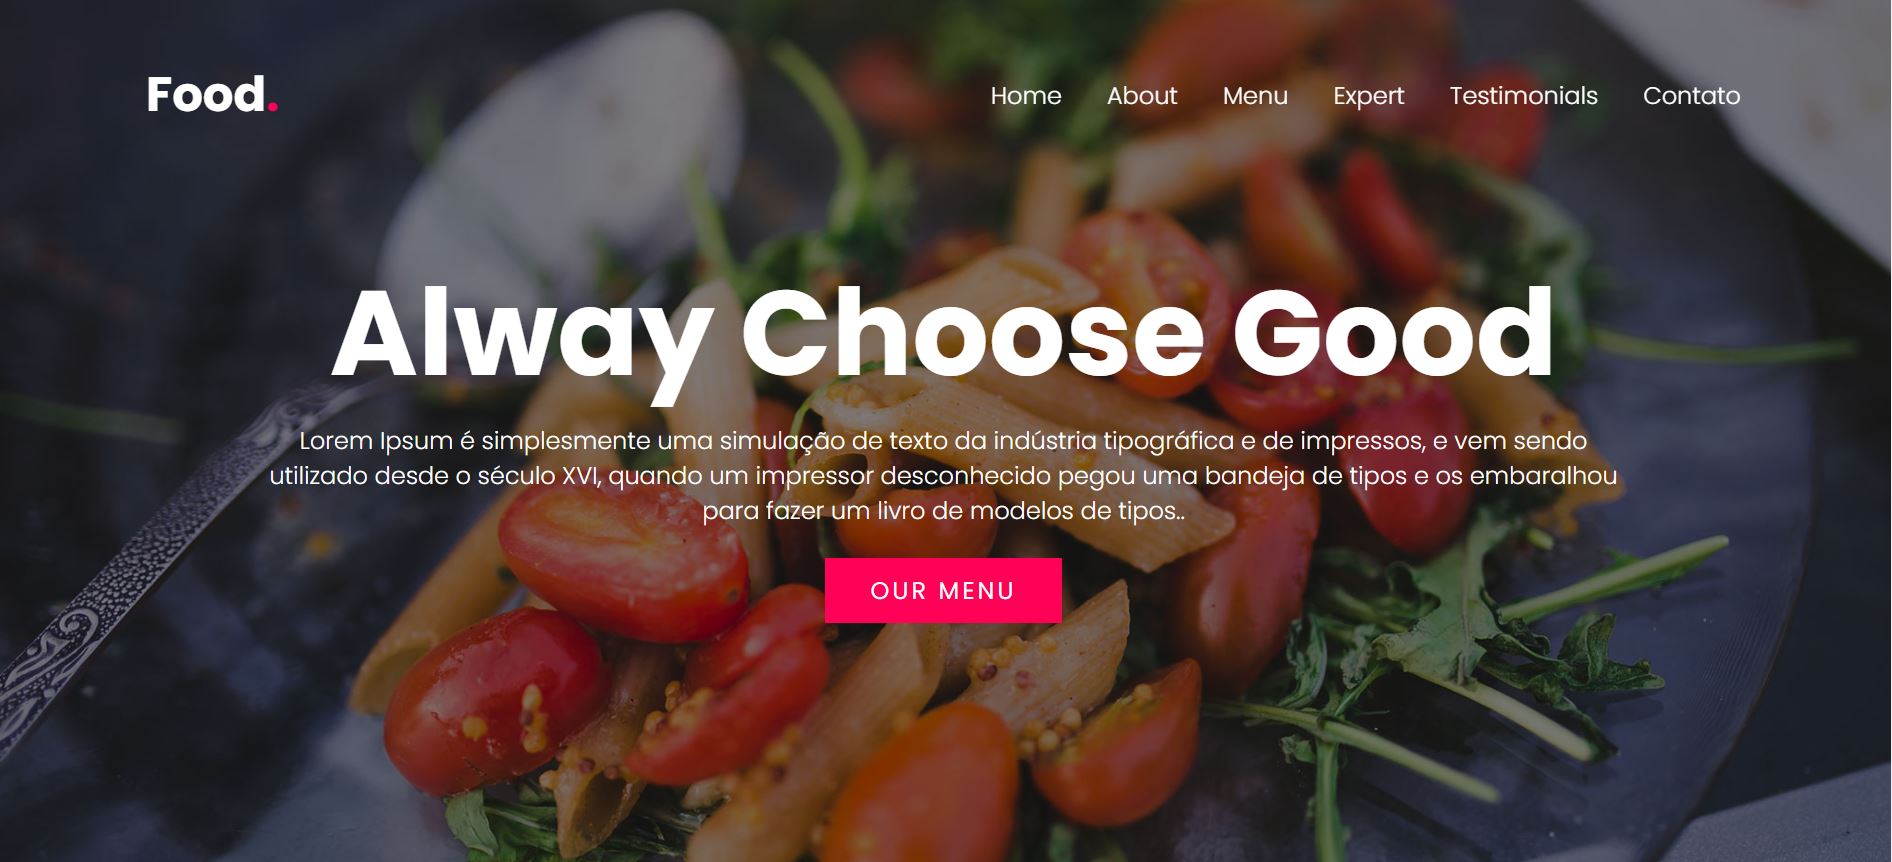 Food.
Home About Menu Expert Testimonials Contato
Alway Choose Good
Lorem Ipsum é simplesmente uma simulação de texto da indústria tipográfica e de impressos, e vem sendo
utilizado desde o século XVI, quando um impressor desconhecido pegou uma bandeja de tipos e os embaralhou
para fazer um livro de modelos de tipos..
OUR MENU